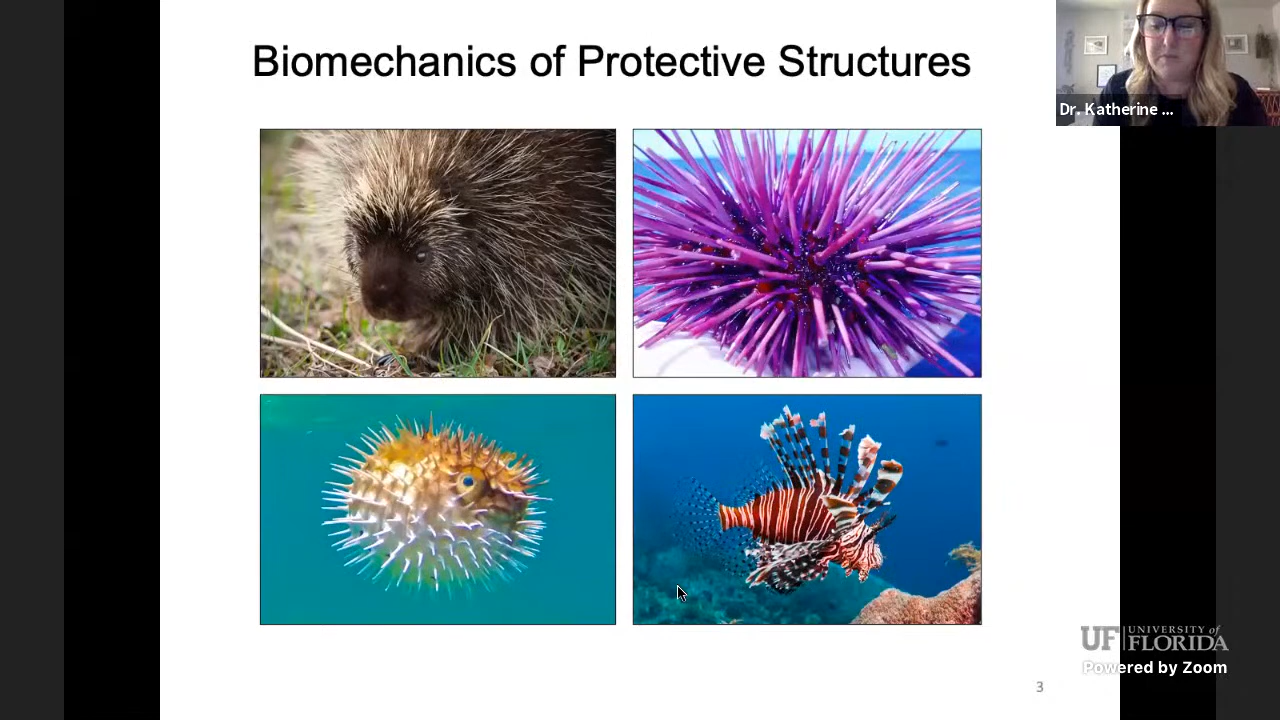 Biomechanics of Protective Structures
Dr. Katherine ...
UF UNIVERSITY of
FLORIDA
Powered by Zoom
3